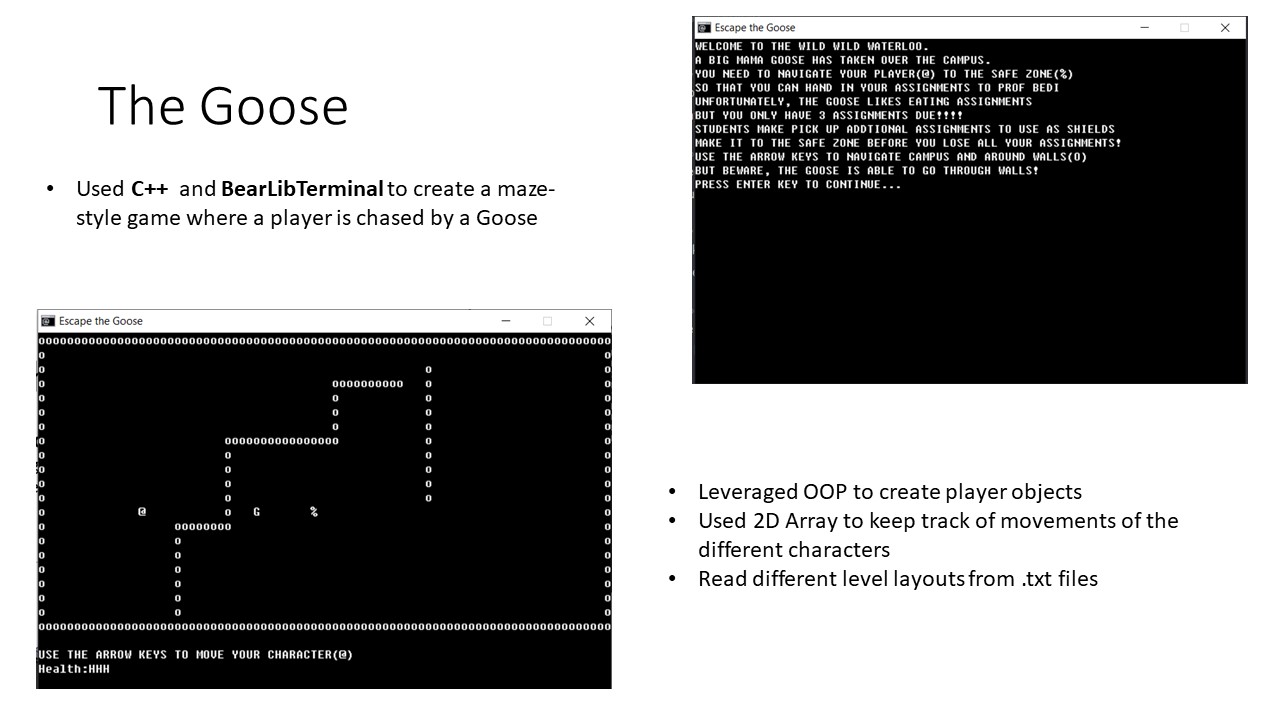 The Goose
• Used C++ and BearLibTerminal to create a maze-
style game where a player is chased by a Goose
Escape the Goose
WELCOME TO THE WILD WILD WATERLOO.
A BIG MAMA GOOSE HAS TAKEN OVER THE CAMPUS.
YOU NEED TO NAVIGATE YOUR PLAYER(@) TO THE SAFE ZONE(%)
SO THAT YOU CAN HAND IN YOUR ASSIGNMENTS TO PROF BEDI
UNFORTUNATELY, THE GOOSE LIKES EATING ASSIGNMENTS
BUT YOU ONLY HAVE 3 ASSIGNMENTS DUE!!!!
STUDENTS MAKE PICK UP ADDTIONAL ASSIGNMENTS TO USE AS SHIELDS
MAKE IT TO THE SAFE ZONE BEFORE YOU LOSE ALL YOUR ASSIGNMENTS!
USE THE ARROW KEYS TO NAVIGATE CAMPUS AND AROUND WALLS(O)
BUT BEWARE, THE GOOSE IS ABLE TO GO THROUGH WALLS!
PRESS ENTER KEY TO CONTINUE...
Escape the Goose
@ G %
USE THE ARROW KEYS TO MOVE YOUR CHARACTER(@)
Health:HHH
• Leveraged OOP to create player objects
• Used 2D Array to keep track of movements of the
different characters
• Read different level layouts from .txt files